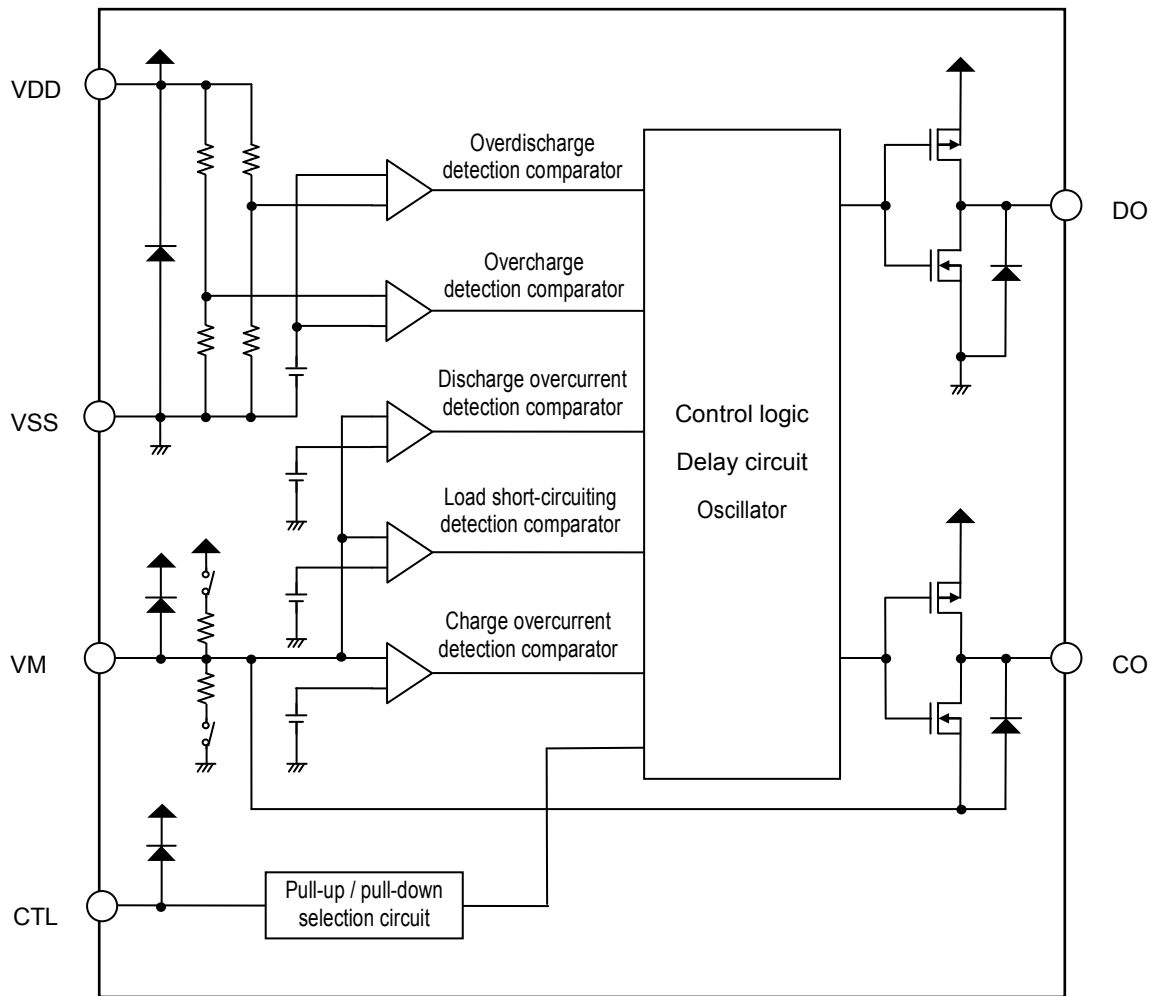 VDD
Overdischarge
detection comparator
DO
Overcharge
detection comparator
Discharge overcurrent
detection comparator
VSS
Control logic
Delay circuit
Oscillator
Load short-circuiting
detection comparator
Charge overcurrent
detection comparator
VM
CO
Pull-up / pull-down
selection circuit
CTL